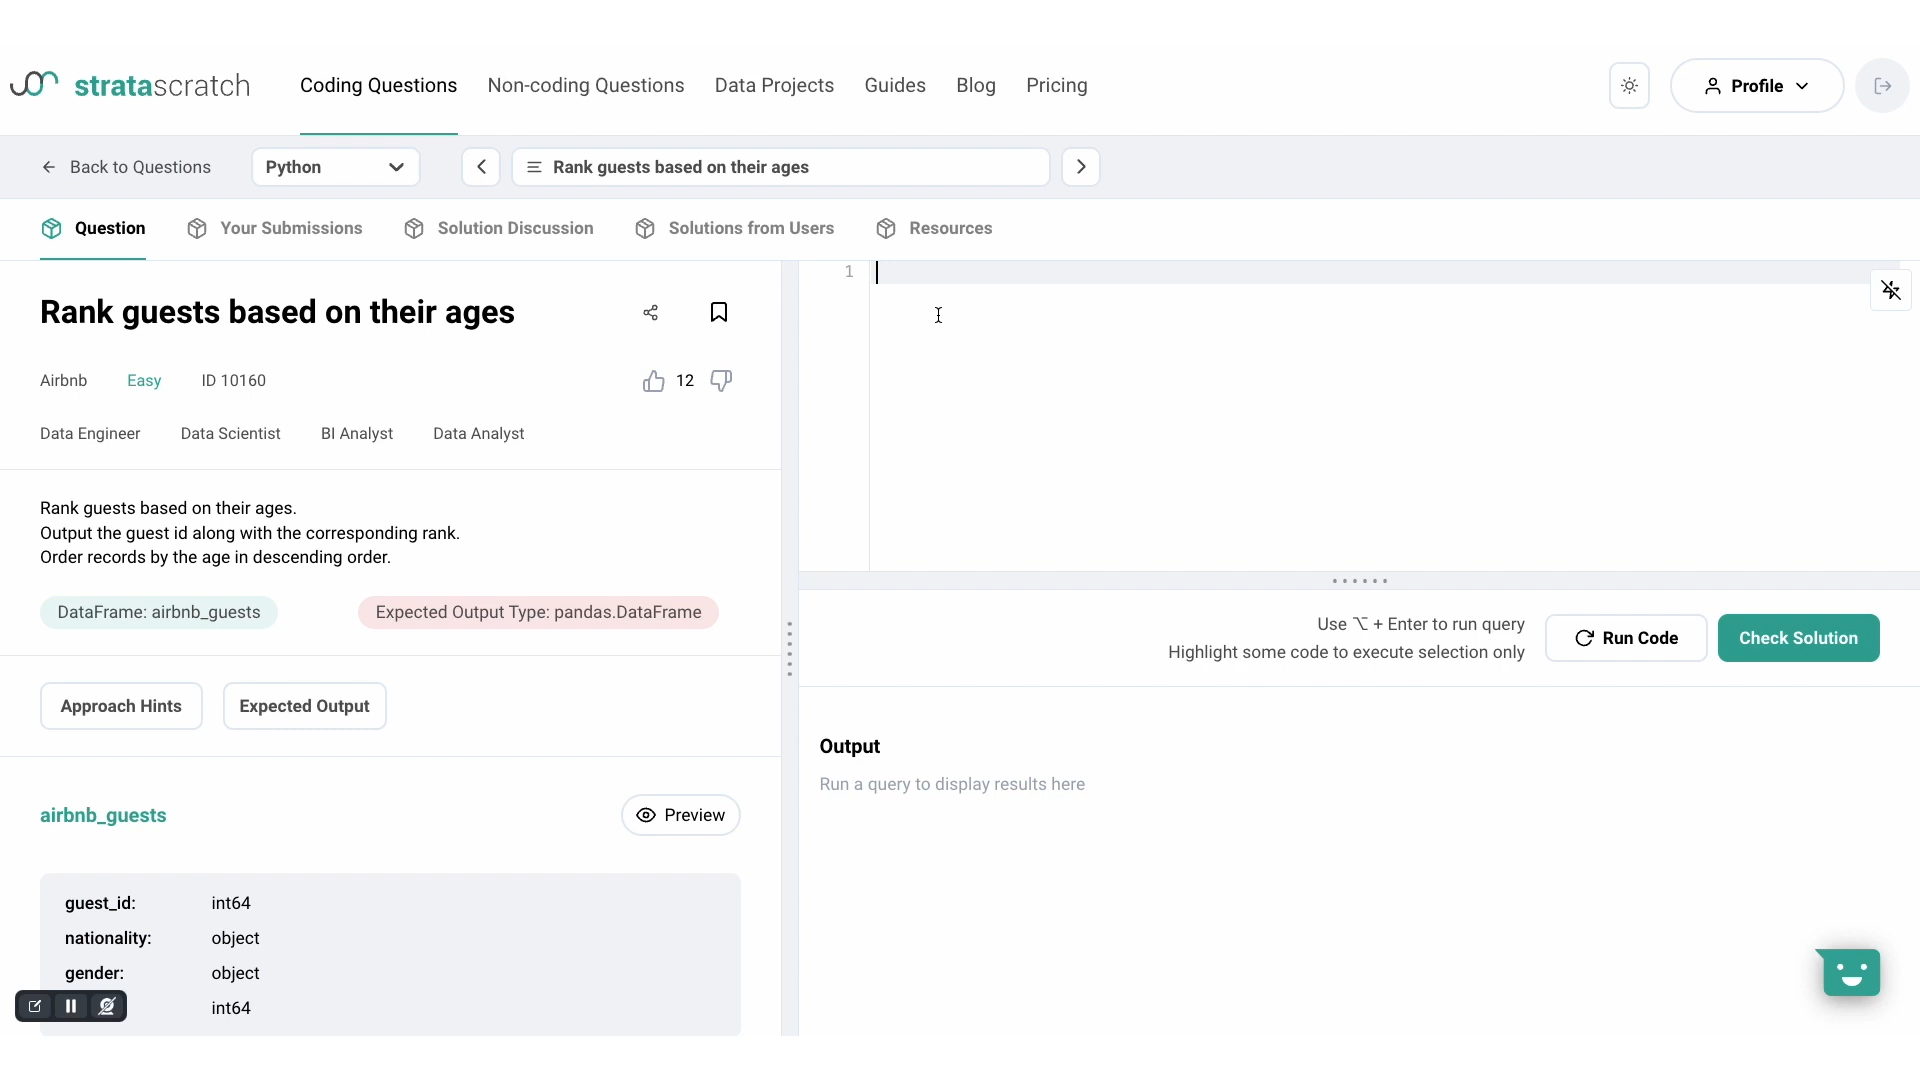 stratascratch
Coding Questions Non-coding Questions Data Projects Guides Blog Pricing
Profile
Back to Questions Python Rank guests based on their ages
Question Your Submissions Solution Discussion Solutions from Users Resources
Rank guests based on their ages
Airbnb Easy ID 10160 12
Data Engineer Data Scientist BI Analyst Data Analyst
Rank guests based on their ages.
Output the guest id along with the corresponding rank.
Order records by the age in descending order.
DataFrame: airbnb_guests Expected Output Type: pandas.DataFrame
Approach Hints Expected Output
airbnb_guests Preview
guest_id: int64
nationality: object
gender: object
int64
1
Use ⌥ + Enter to run query
Highlight some code to execute selection only
Run Code Check Solution
Output
Run a query to display results here